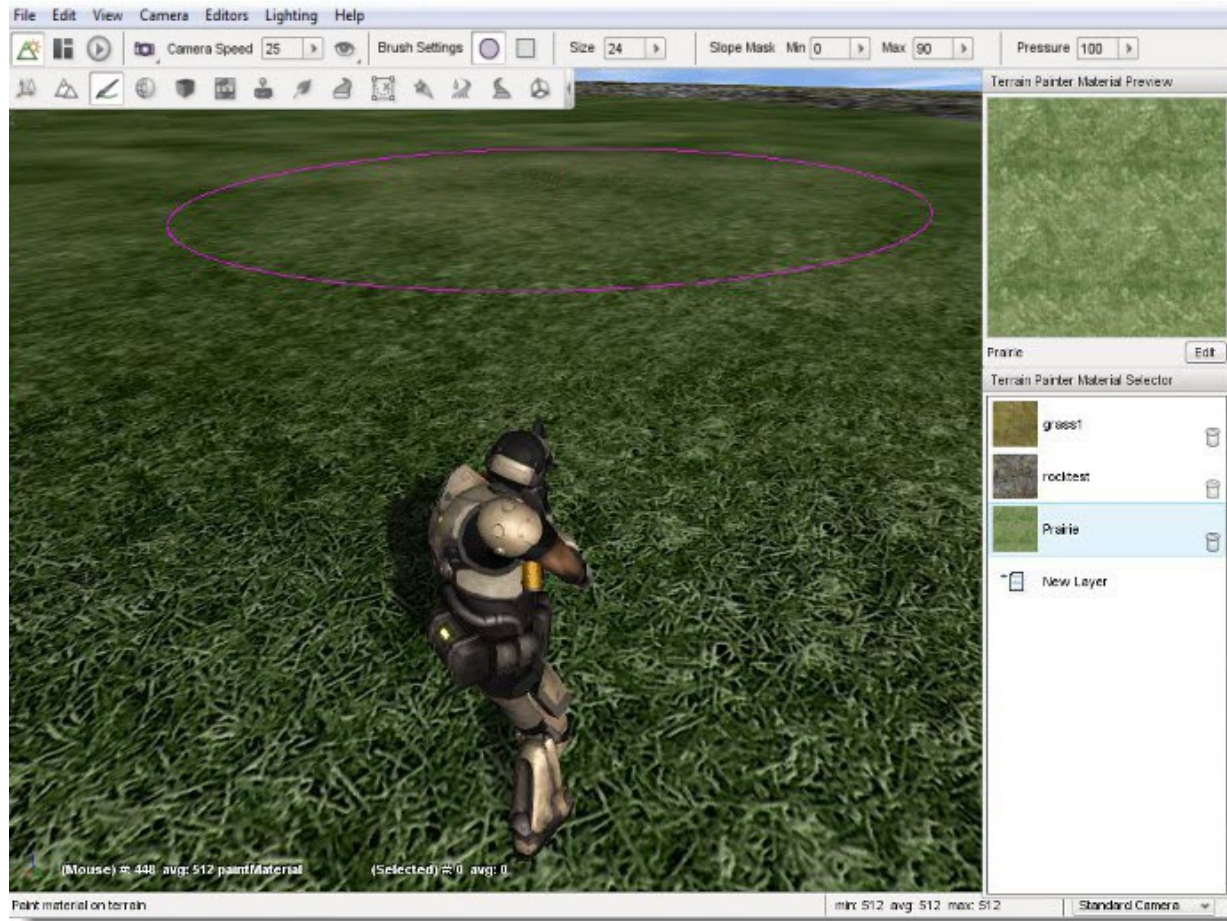 File Edit View Camera Editors Lighting Help
Camera Speed 25 Brush Settings Size 24 Slope Mask Min 0 Max 90 Pressure 100
Terrain Painter Material Preview
Prairie Edit
Terrain Painter Material Selector
grass1
rocktest
Prairie
New Layer
(Mouse) #: 448 avg: 512 paintMaterial (Selected) #: 0 avg: 0
Paint material on terrain min: 512 avg: 512 max: 512 Standard Camera